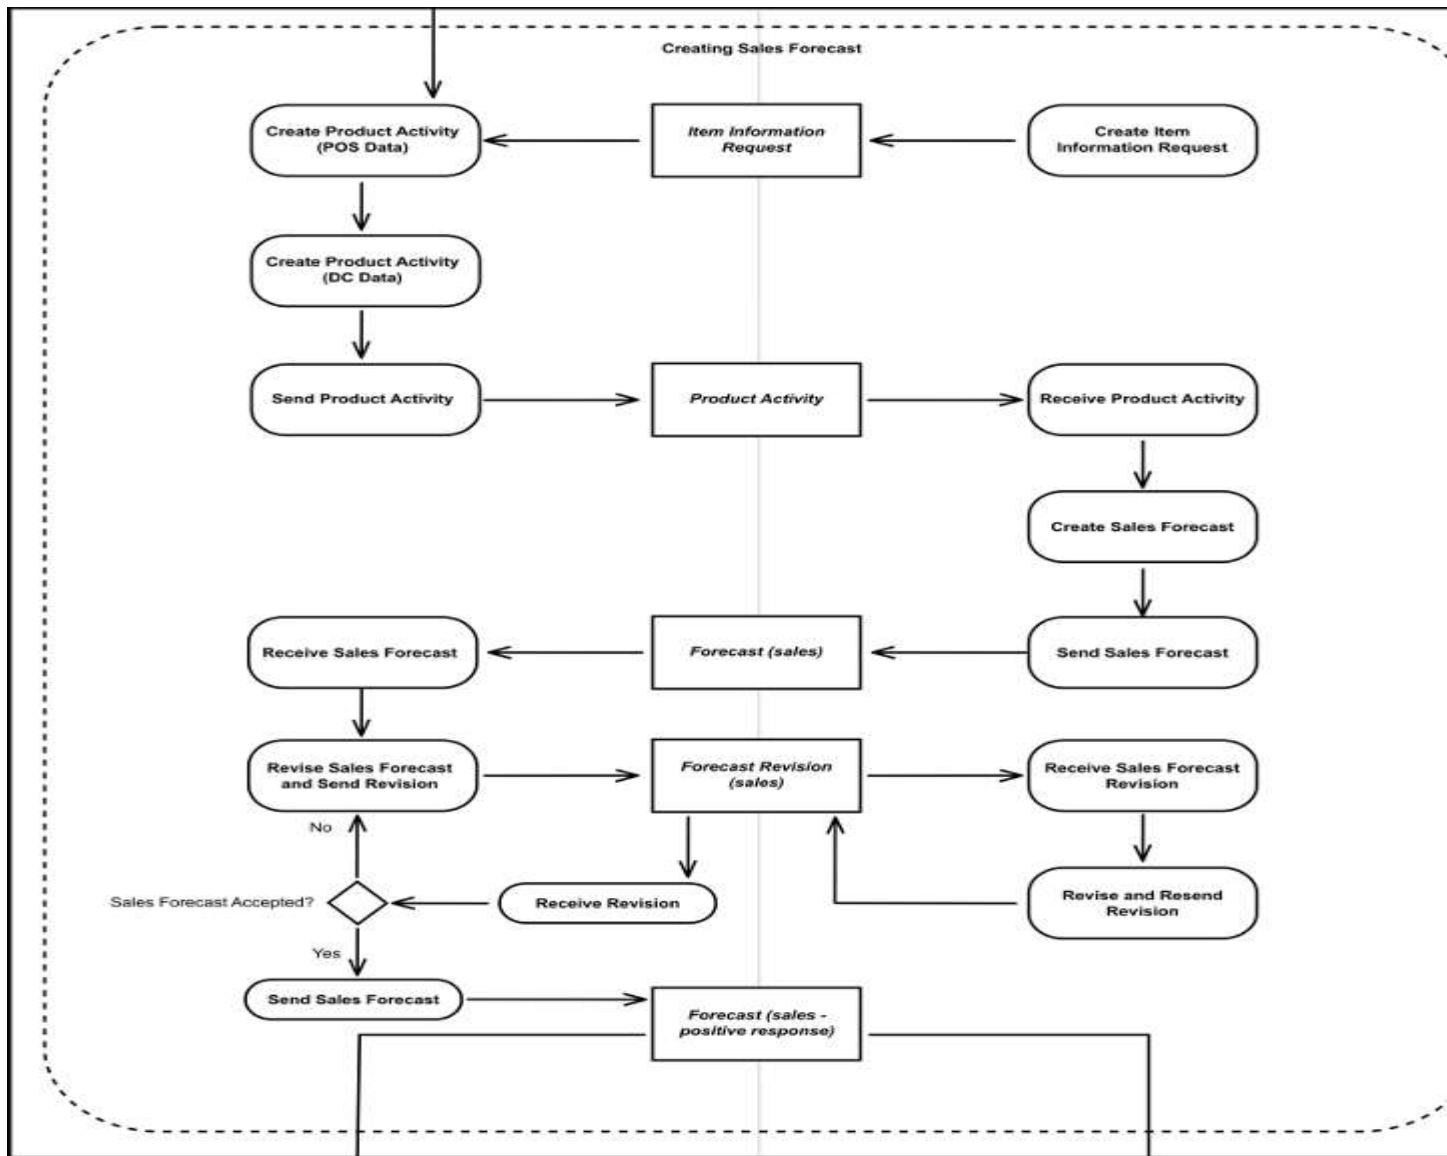 Creating Sales Forecast
Create Product Activity
(POS Data)
Item Information
Request
Create Item
Information Request
Create Product Activity
(DC Data)
Send Product Activity
Product Activity
Receive Product Activity
Create Sales Forecast
Receive Sales Forecast
Forecast (sales)
Send Sales Forecast
Revise Sales Forecast
and Send Revision
Forecast Revision
(sales)
Receive Sales Forecast
Revision
No
Sales Forecast Accepted?
Receive Revision
Revise and Resend
Revision
Yes
Send Sales Forecast
Forecast (sales -
positive response)